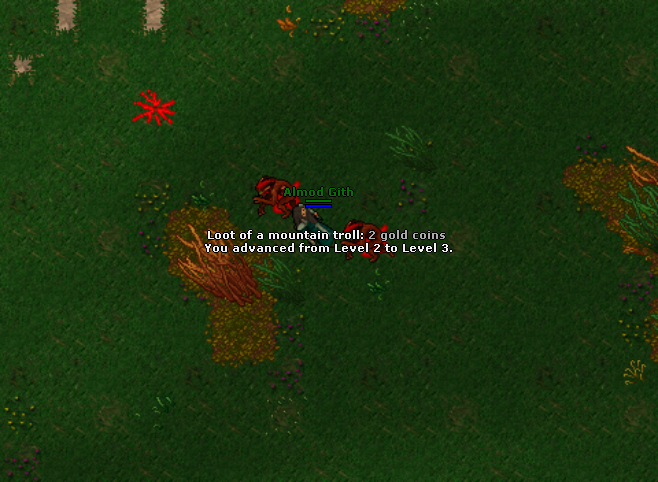 Almod Gith
Loot of a mountain troll: 2 gold coins
You advanced from Level 2 to Level 3.